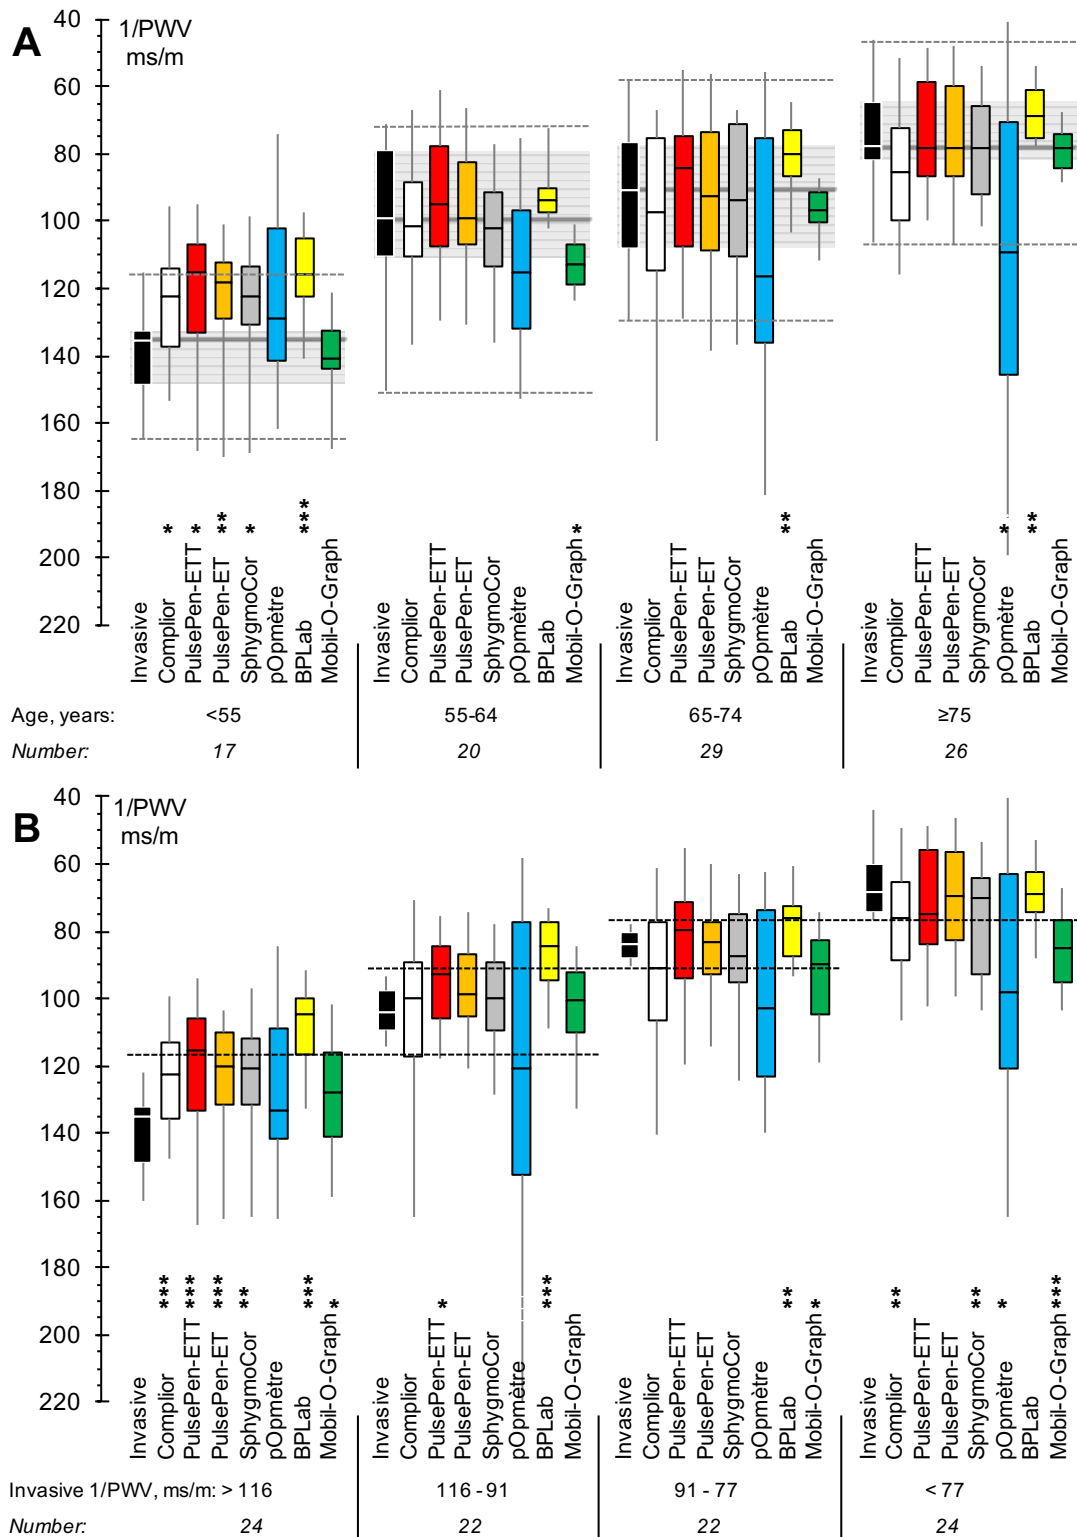 A
1/PWV
ms/m
40
60
80
100
120
140
160
180
200
220
* * ** * *** * ** * **
Invasive
Complior
PulsePen-ETT
PulsePen-ET
SphygmoCor
pOpmètre
BPLab
Mobil-O-Graph
Invasive
Complior
PulsePen-ETT
PulsePen-ET
SphygmoCor
pOpmètre
BPLab
Mobil-O-Graph
Invasive
Complior
PulsePen-ETT
PulsePen-ET
SphygmoCor
pOpmètre
BPLab
Mobil-O-Graph
Invasive
Complior
PulsePen-ETT
PulsePen-ET
SphygmoCor
pOpmètre
BPLab
Mobil-O-Graph
Age, years: <55 55-64 65-74 ≥75
Number: 17 20 29 26
B
1/PWV
ms/m
40
60
80
100
120
140
160
180
200
220
*** *** *** ** *** * * *** ** * ** ** * ***
Invasive
Complior
PulsePen-ETT
PulsePen-ET
SphygmoCor
pOpmètre
BPLab
Mobil-O-Graph
Invasive
Complior
PulsePen-ETT
PulsePen-ET
SphygmoCor
pOpmètre
BPLab
Mobil-O-Graph
Invasive
Complior
PulsePen-ETT
PulsePen-ET
SphygmoCor
pOpmètre
BPLab
Mobil-O-Graph
Invasive
Complior
PulsePen-ETT
PulsePen-ET
SphygmoCor
pOpmètre
BPLab
Mobil-O-Graph
Invasive 1/PWV, ms/m: > 116 116 - 91 91 - 77 < 77
Number: 24 22 22 24